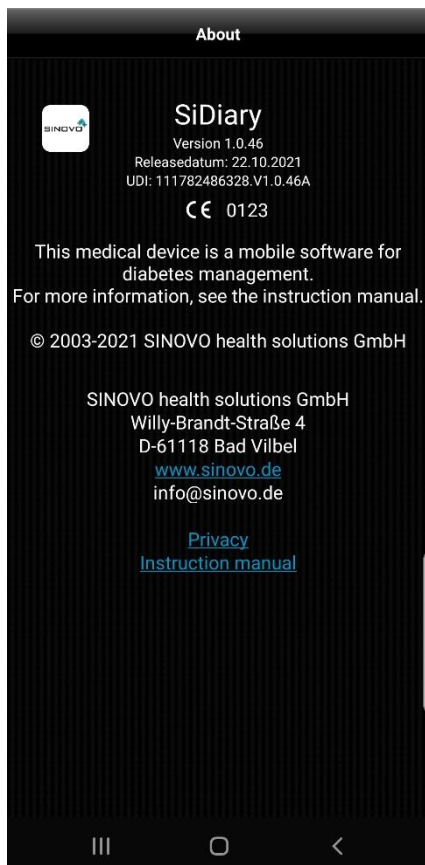 About
SINOVO
SiDiary
Version 1.0.46
Releasedatum: 22.10.2021
UDI: 111782486328.V1.0.46A
CE 0123
This medical device is a mobile software for
diabetes management.
For more information, see the instruction manual.
© 2003-2021 SINOVO health solutions GmbH
SINOVO health solutions GmbH
Willy-Brandt-Straße 4
D-61118 Bad Vilbel
www.sinovo.de
info@sinovo.de
Privacy
Instruction manual